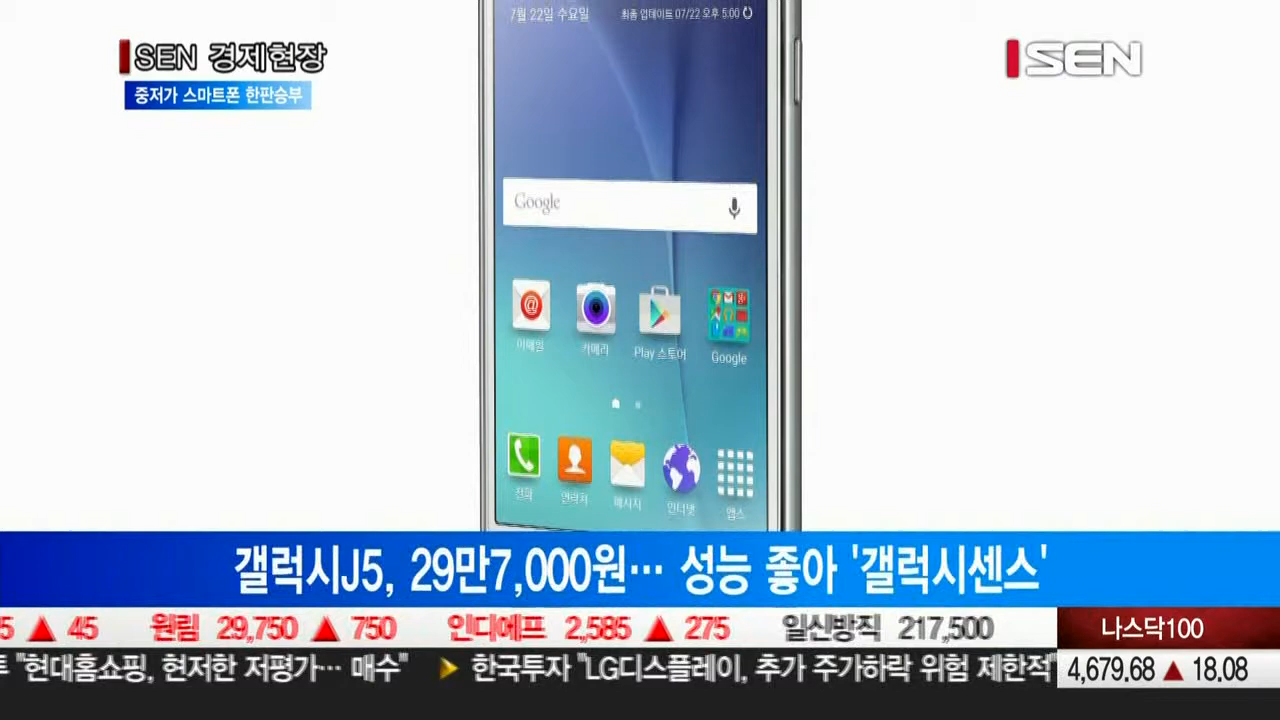 7월 22일 수요일
최종 업데이트 07/22 오후 5:00
SEN 경제현장
SEN
중저가 스마트폰 한판승부
Google
이메일
카메라
Play 스토어
Google
전화
연락처
메시지
인터넷
앱스
갤럭시J5, 29만7,000원… 성능 좋아 '갤럭시센스'
5 ▲ 45 원림 29,750 ▲ 750 인디에프 2,585 ▲ 275 일신방직 217,500
나스닥100
"현대홈쇼핑, 현저한 저평가… 매수" ▶ 한국투자 "LG디스플레이, 추가 주가하락 위험 제한적"
4,679.68 ▲ 18.08